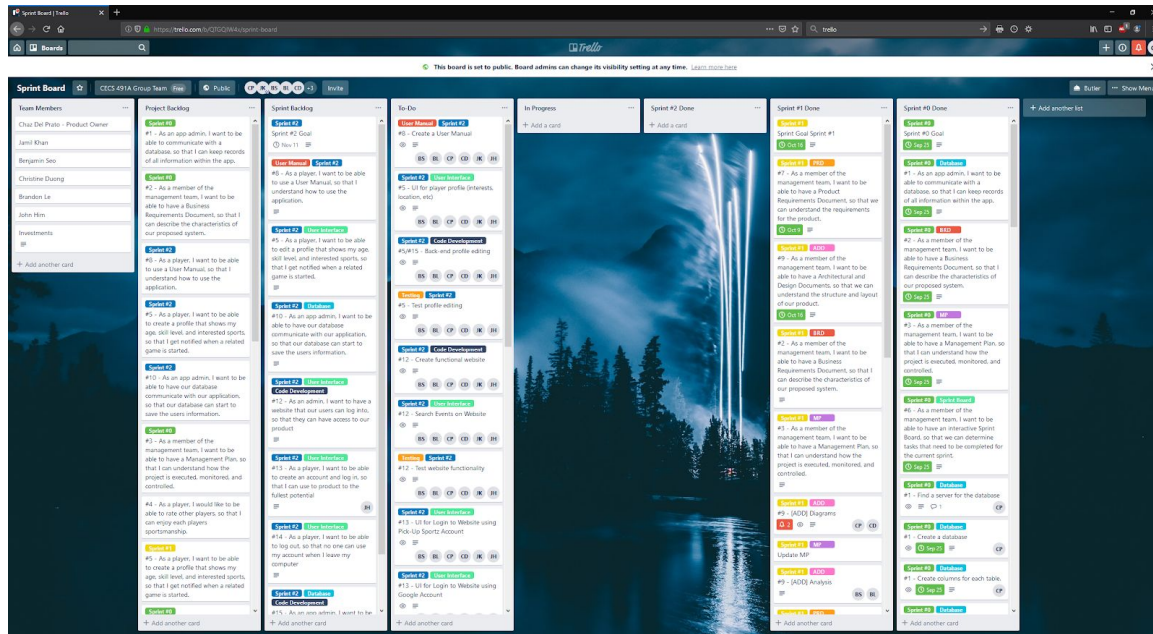 Sprint Board | Trello
https://trello.com/b/QTGQIW4s/sprint-board
trello
Boards
Trello
This board is set to public. Board admins can change its visibility setting at any time. Learn more here
Sprint Board
CECS 491A Group Team Free
Public
CP JK BS BL CD +3
Invite
Butler
Show Menu
Team Members
Chaz Del Prato - Product Owner
Jamil Khan
Benjamin Seo
Christine Duong
Brandon Le
John Him
Investments
+ Add another card
Project Backlog
Sprint #0
#1 - As an app admin, I want to be
able to communicate with a
database, so that I can keep records
of all information within the app.
Sprint #0
#2 - As a member of the
management team, I want to be
able to have a Business
Requirements Document, so that I
can describe the characteristics of
our proposed system.
Sprint #2
#8 - As a player, I want to be able
to use a User Manual, so that I
understand how to use the
application.
Sprint #2
#5 - As a player, I want to be able
to create a profile that shows my
age, skill level, and interested sports,
so that I get notified when a related
game is started.
Sprint #2
#10 - As an app admin, I want to be
able to have our database
communicate with our application,
so that our database can start to
save the users information.
Sprint #0
#3 - As a member of the
management team, I want to be
able to have a Management Plan, so
that I can understand how the
project is executed, monitored, and
controlled.
#4 - As a player, I would like to be
able to rate other players, so that I
can enjoy each players
sportsmanship.
Sprint #1
#5 - As a player, I want to be able
to create a profile that shows my
age, skill level, and interested sports,
so that I get notified when a related
game is started.
Sprint #0
+ Add another card
Sprint Backlog
Sprint #2
Sprint #2 Goal
Nov 11
User Manual Sprint #2
#8 - As a player, I want to be able
to use a User Manual, so that I
understand how to use the
application.
Sprint #2 User Interface
#5 - As a player, I want to be able
to edit a profile that shows my age,
skill level, and interested sports, so
that I get notified when a related
game is started.
Sprint #2 Database
#10 - As an app admin, I want to be
able to have our database
communicate with our application,
so that our database can start to
save the users information.
Sprint #2 User Interface
Code Development
#12 - As an admin, I want to have a
website that our users can log into,
so that they can have access to our
product
Sprint #2 User Interface
#13 - As a player, I want to be able
to create an account and log in, so
that I can use to product to the
fullest potential
JH
Sprint #2 User Interface
#14 - As a player, I want to be able
to log out, so that no one can use
my account when I leave my
computer
Sprint #2 Database
Code Development
#15 - As an app admin, I want to be
+ Add another card
To-Do
User Manual Sprint #2
#8 - Create a User Manual
BS BL CP CD JK JH
Sprint #2 User Interface
#5 - UI for player profile (interests,
location, etc)
BS BL CP CD JK JH
Sprint #2 Code Development
#5/#15 - Back-end profile editing
BS BL CP CD JK JH
Testing Sprint #2
#5 - Test profile editing
BS BL CP CD JK JH
Sprint #2 Code Development
#12 - Create functional website
BS BL CP CD JK JH
Sprint #2 User Interface
#12 - Search Events on Website
BS BL CP CD JK JH
Testing Sprint #2
#12 - Test website functionality
BS BL CP CD JK JH
Sprint #2 User Interface
#13 - UI for Login to Website using
Pick-Up Sportz Account
BS BL CP CD JK JH
Sprint #2 User Interface
#13 - UI for Login to Website using
Google Account
+ Add another card
In Progress
+ Add a card
Sprint #2 Done
+ Add a card
Sprint #1 Done
Sprint #1
Sprint Goal Sprint #1
Oct 16
Sprint #1 PRD
#7 - As a member of the
management team, I want to be
able to have a Product
Requirements Document, so that we
can understand the requirements
for the product.
Oct 9
Sprint #1 ADD
#9 - As a member of the
management team, I want to be
able to have a Architectural and
Design Documents, so that we can
understand the structure and layout
of our product.
Oct 16
Sprint #1 BRD
#2 - As a member of the
management team, I want to be
able to have a Business
Requirements Document, so that I
can describe the characteristics of
our proposed system.
Sprint #1 MP
#3 - As a member of the
management team, I want to be
able to have a Management Plan, so
that I can understand how the
project is executed, monitored, and
controlled.
Sprint #1 ADD
#9 - [ADD] Diagrams
2
CP CD
Sprint #1 MP
Update MP
Sprint #1 ADD
#9 - [ADD] Analysis
BS BL
Sprint #1 PRD
+ Add another card
Sprint #0 Done
Sprint #0
Sprint #0 Goal
Sep 25
Sprint #0 Database
#1 - As an app admin, I want to be
able to communicate with a
database, so that I can keep records
of all information within the app.
Sep 25
Sprint #0 BRD
#2 - As a member of the
management team, I want to be
able to have a Business
Requirements Document, so that I
can describe the characteristics of
our proposed system.
Sep 25
Sprint #0 MP
#3 - As a member of the
management team, I want to be
able to have a Management Plan, so
that I can understand how the
project is executed, monitored, and
controlled.
Sep 25
Sprint #0 Sprint Board
#6 - As a member of the
management team, I want to be
able to have an interactive Sprint
Board, so that we can determine
tasks that need to be completed for
the current sprint.
Sep 25
Sprint #0 Database
#1 - Find a server for the database
1
CP
Sprint #0 Database
#1 - Create a database
Sep 25
CP
Sprint #0 Database
#1 - Create columns for each table.
Sep 25
CP
Sprint #0 Database
+ Add another card
+ Add another list